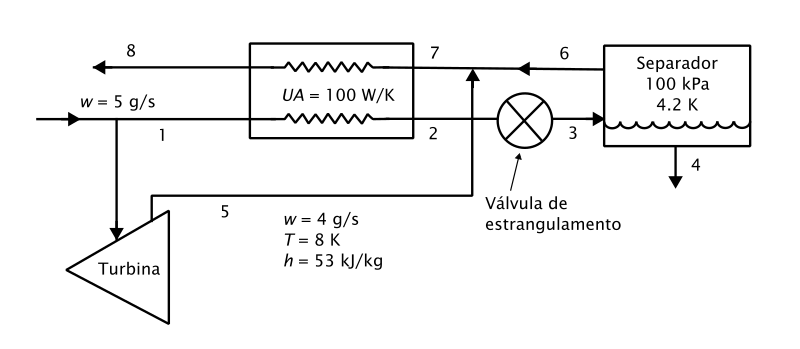 8
7
6
Separador
100 kPa
4.2 K
w = 5 g/s
UA = 100 W/K
1
2
3
4
Válvula de
estrangulamento
5
w = 4 g/s
T = 8 K
h = 53 kJ/kg
Turbina